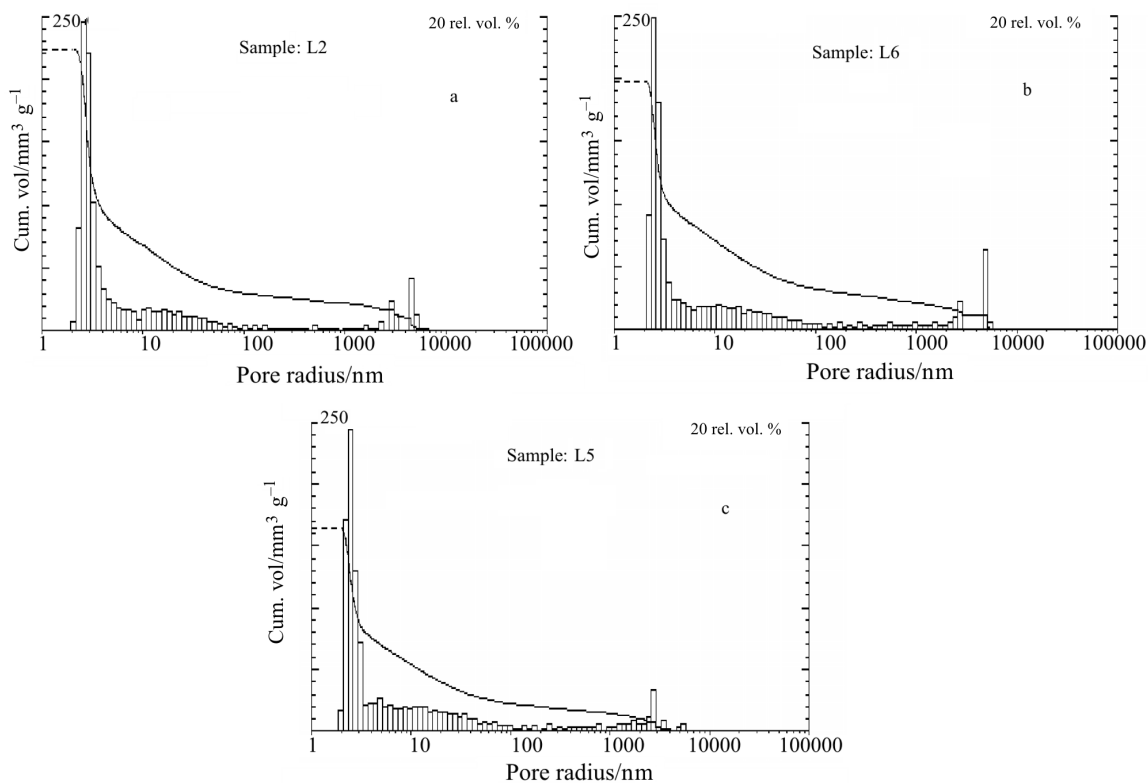 250
20 rel. vol. %
Sample: L2
a
Cum. vol/mm³ g⁻¹
1 10 100 1000 10000 100000
Pore radius/nm
250
20 rel. vol. %
Sample: L6
b
Cum. vol/mm³ g⁻¹
1 10 100 1000 10000 100000
Pore radius/nm
250
20 rel. vol. %
Sample: L5
c
Cum. vol/mm³ g⁻¹
1 10 100 1000 10000 100000
Pore radius/nm